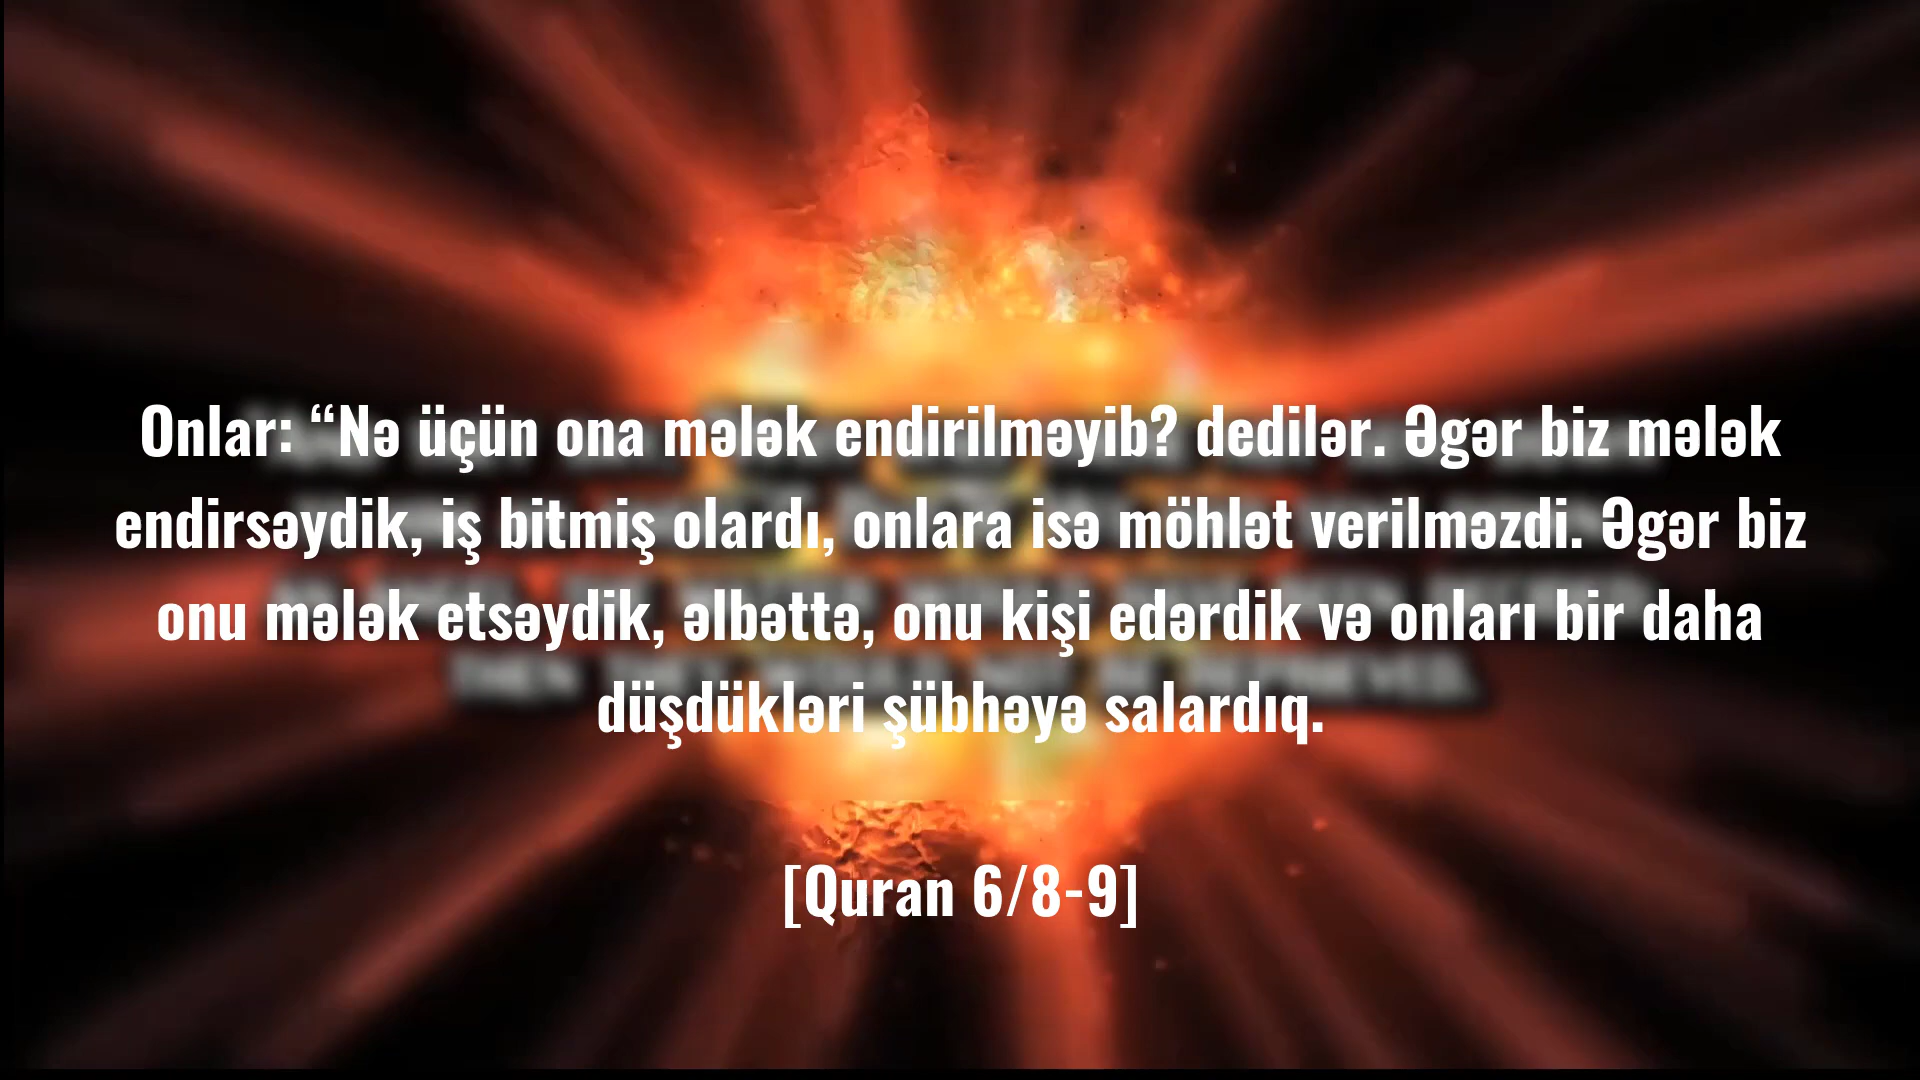 Onlar: “Nə üçün ona mələk endirilməyib? dedilər. Əgər biz mələk
endirsəydik, iş bitmiş olardı, onlara isə möhlət verilməzdi. Əgər biz
onu mələk etsəydik, əlbəttə, onu kişi edərdik və onları bir daha
düşdükləri şübhəyə salardıq.
[Quran 6/8-9]